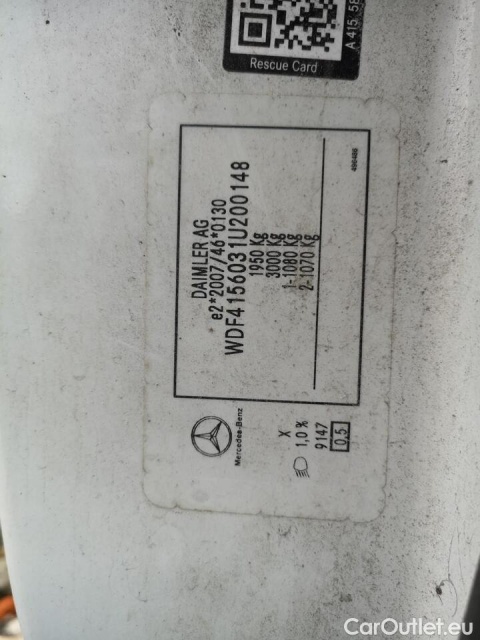 Rescue Card
A 415 58
DAIMLER AG
e2*2007/46*0130
WDF4156031U200148
1950 Kg
3000 Kg
1-1080 Kg
2-1070 Kg
Mercedes-Benz
X
1,0 %
9147
0,5
CarOutlet.eu